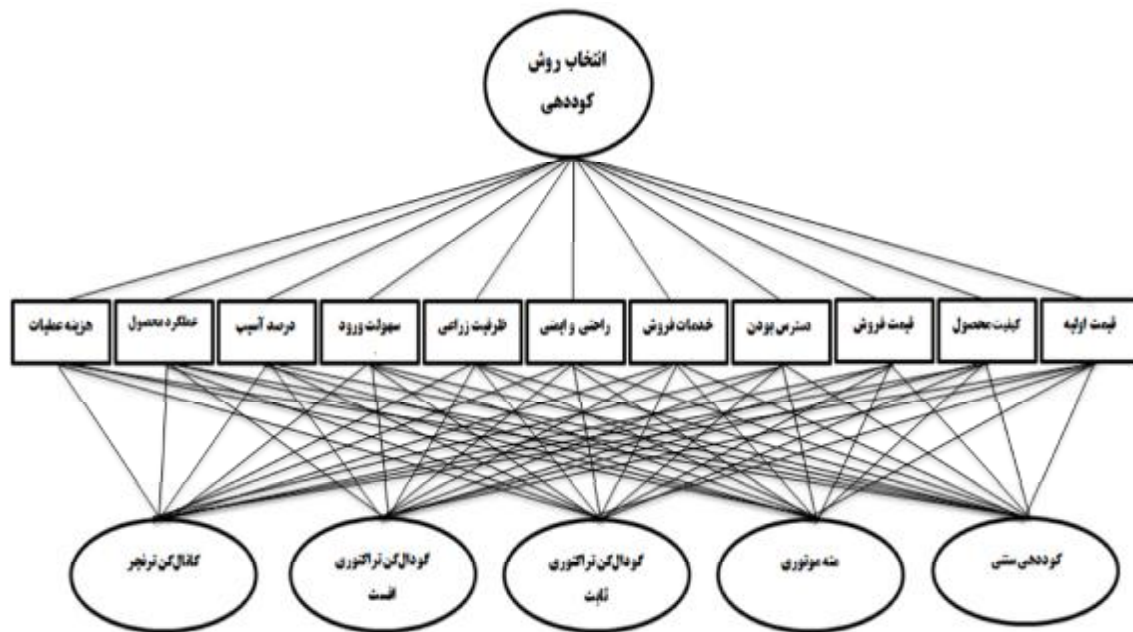 انتخاب روش
کوددهی
قیمت اولیه
کیفیت محصول
قیمت فروش
دسترس بودن
خدمات فروش
راحتی و ایمنی
ظرفیت زراعی
سهولت ورود
درصد آسیب
عملکرد محصول
هزینه عملیات
کوددهی سنتی
مته موتوری
گودال‌کن تراکتوری
ثابت
گودال‌کن تراکتوری
افست
کانال‌کن ترنچر